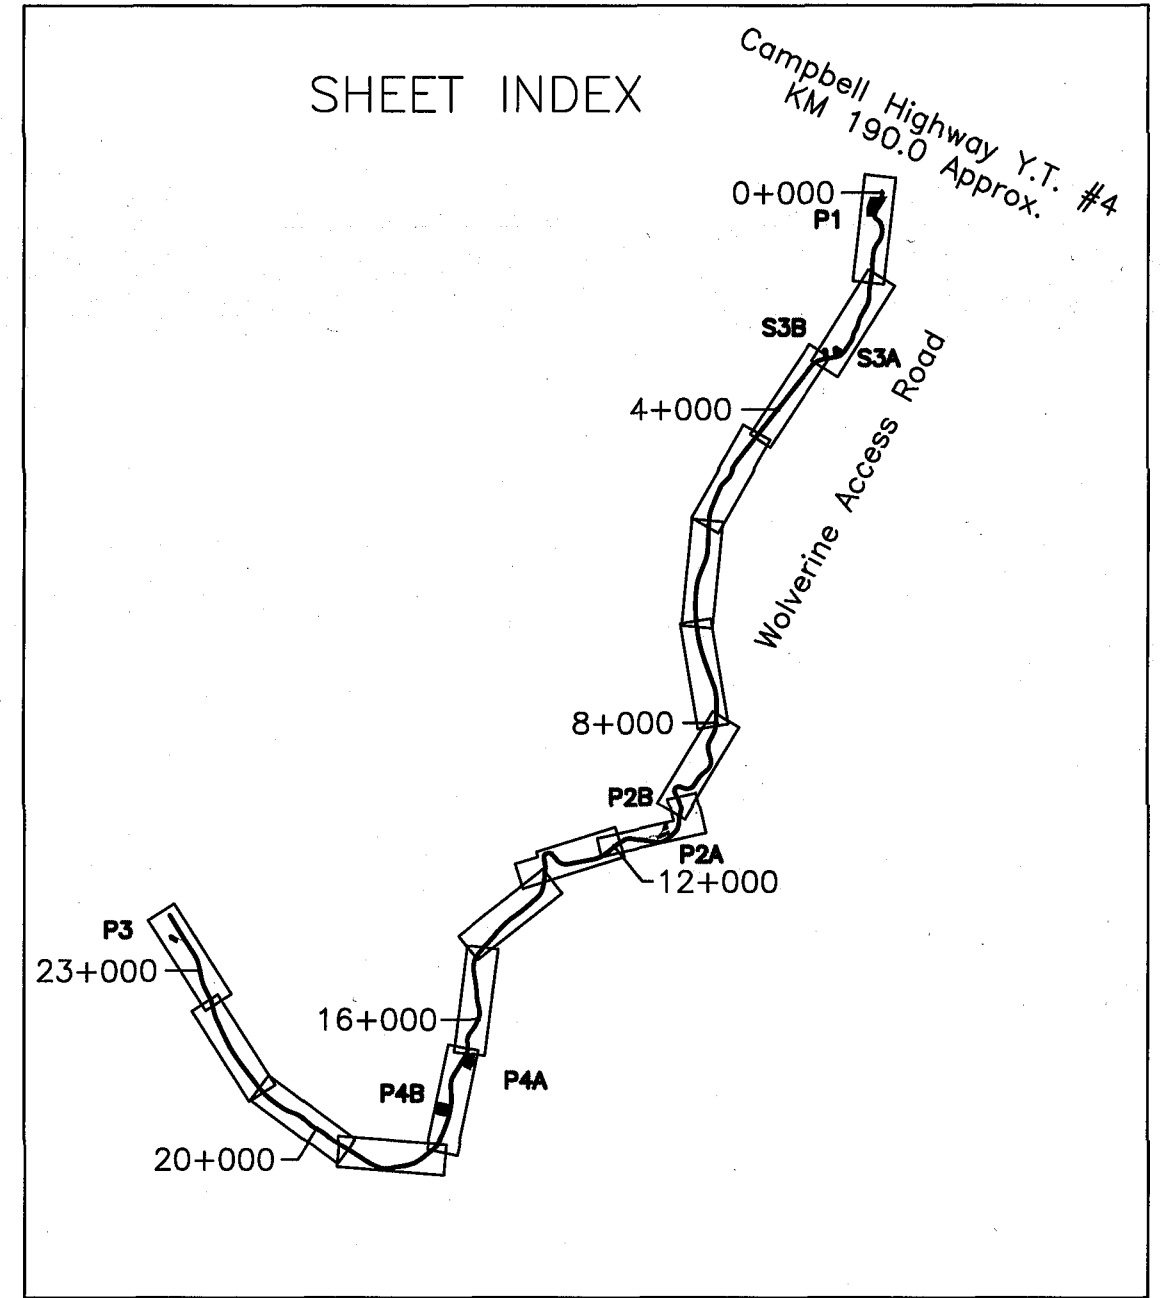 SHEET INDEX
Campbell Highway Y.T. #4
KM 190.0 Approx.
0+000
P1
S3B
S3A
4+000
Wolverine Access Road
8+000
P2B
P2A
12+000
P3
23+000
16+000
P4A
P4B
20+000